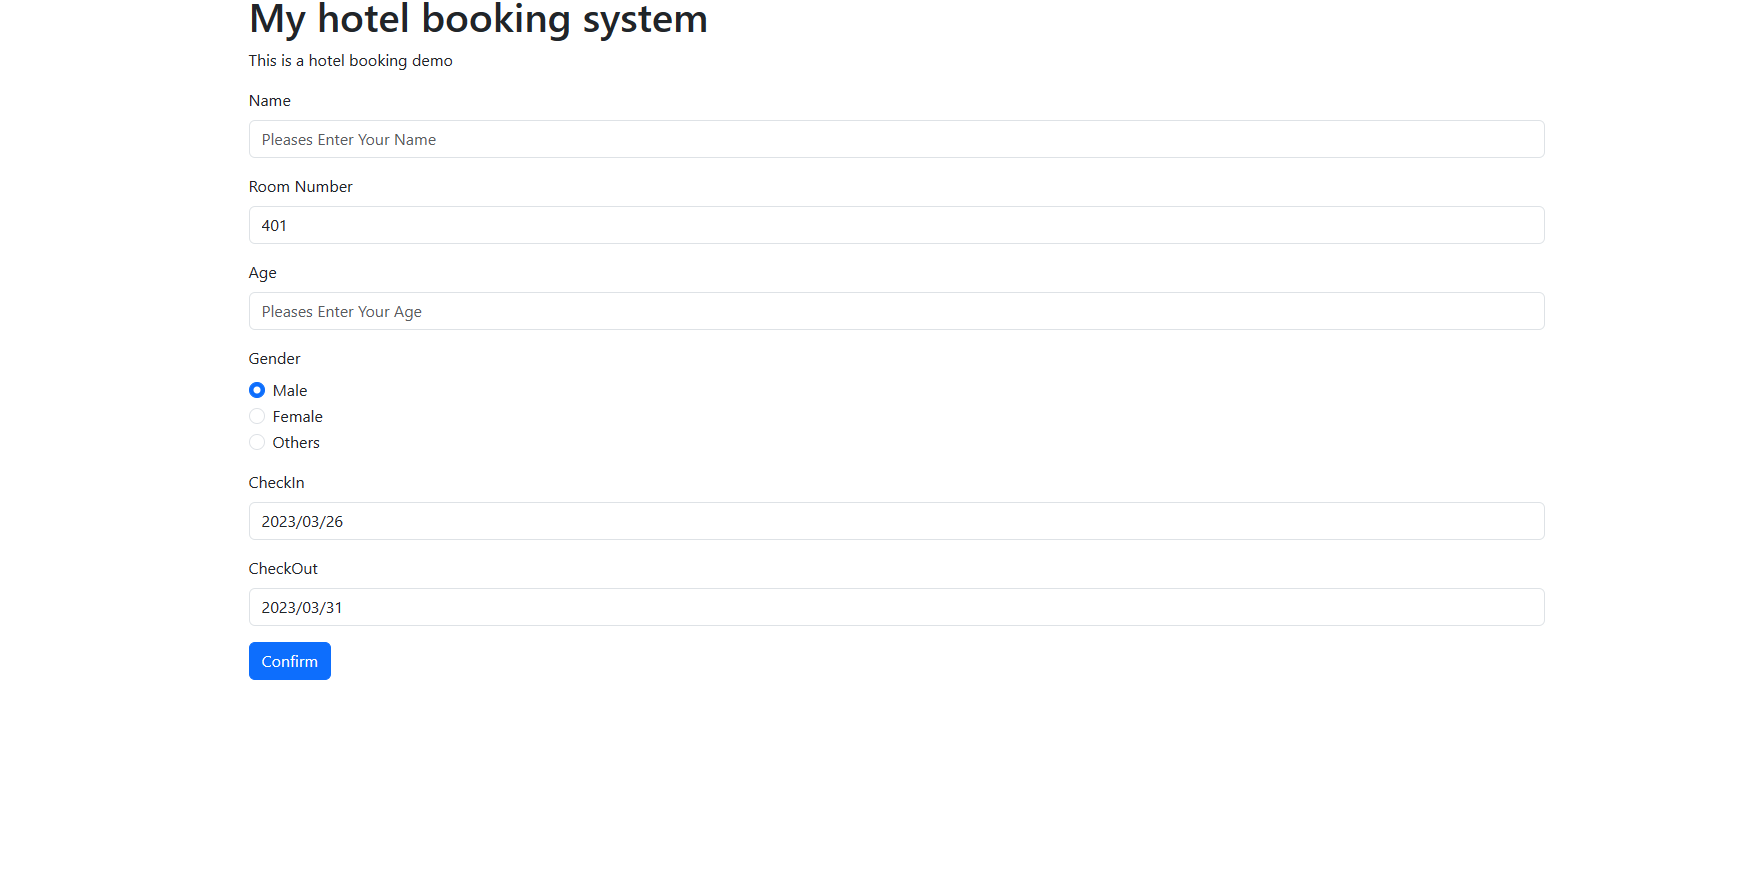 My hotel booking system
This is a hotel booking demo
Name
Pleases Enter Your Name
Room Number
401
Age
Pleases Enter Your Age
Gender
Male
Female
Others
CheckIn
2023/03/26
CheckOut
2023/03/31
Confirm